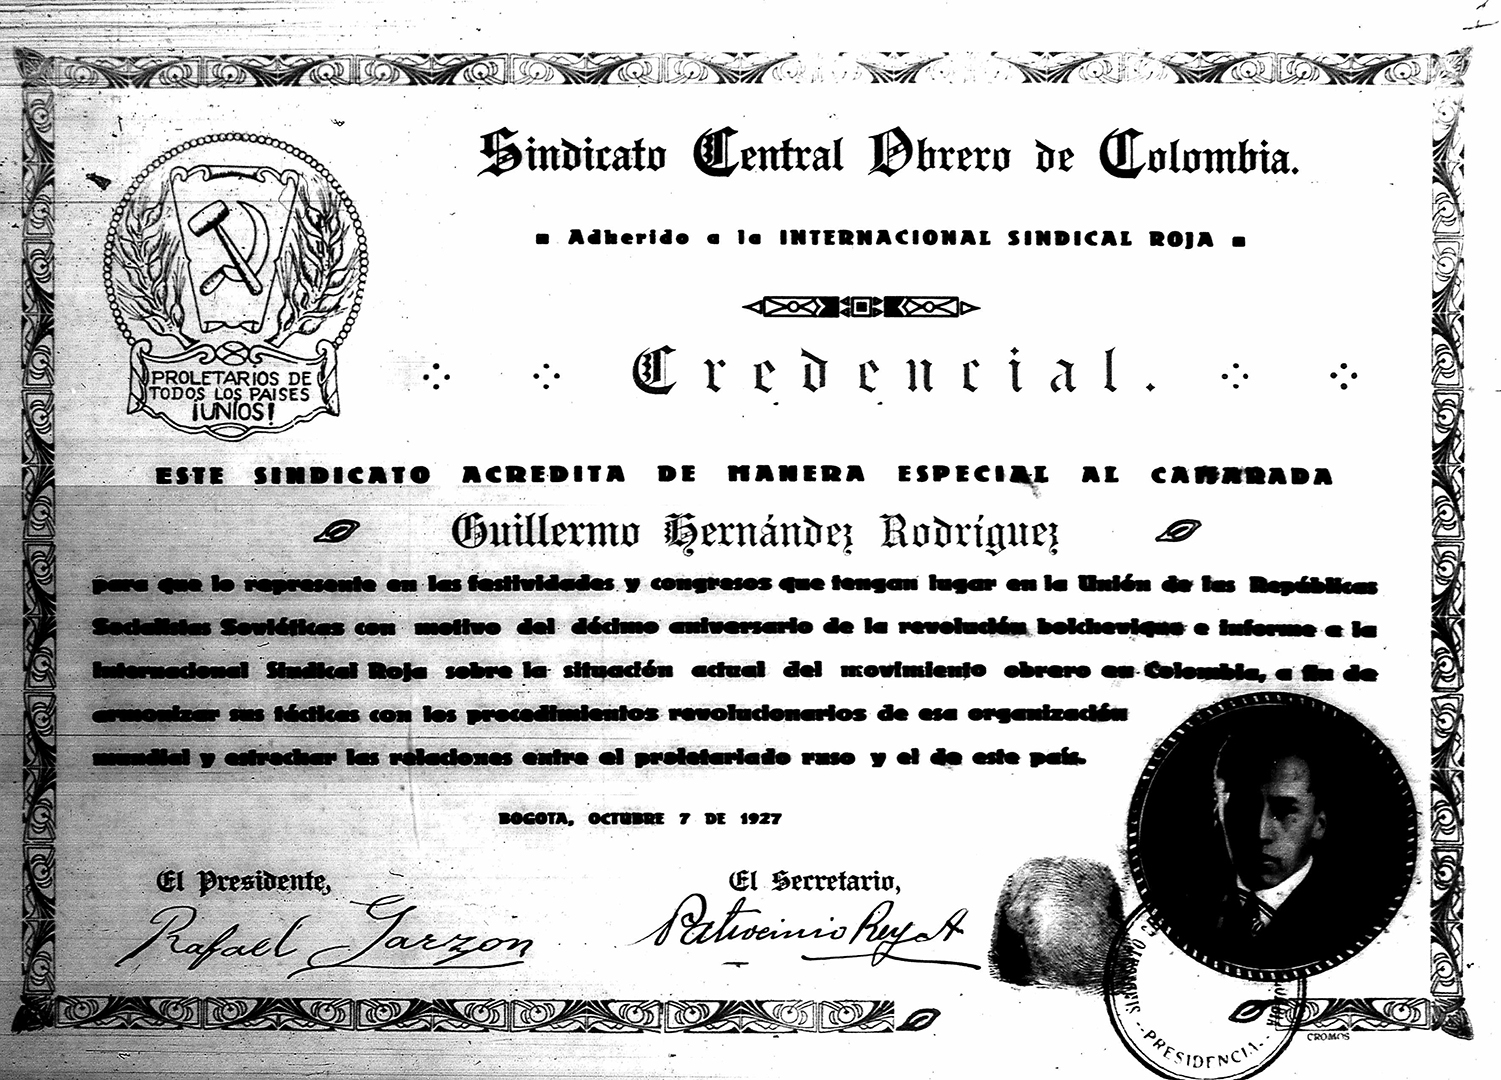 Sindicato Central Obrero de Colombia.
Adherido a la INTERNACIONAL SINDICAL ROJA
Credencial.
PROLETARIOS DE
TODOS LOS PAISES
¡UNIOS!
ESTE SINDICATO ACREDITA DE MANERA ESPECIAL AL CAMARADA
Guillermo Hernández Rodríguez
para que lo represente en las festividades y congresos que tengan lugar en la Unión de las Repúblicas
Socialistas Soviéticas con motivo del décimo aniversario de la revolución bolchevique e informe a la
Internacional Sindical Roja sobre la situación actual del movimiento obrero en Colombia, a fin de
armonizar sus tácticas con los procedimientos revolucionarios de esa organización
mundial y estrechar las relaciones entre el proletariado ruso y el de este país.
BOGOTA, OCTUBRE 7 DE 1927
El Presidente,
El Secretario,
Rafael Garzon
Patrocinio Rey A
SINDICATO
-PRESIDENCIA-
CROMOS